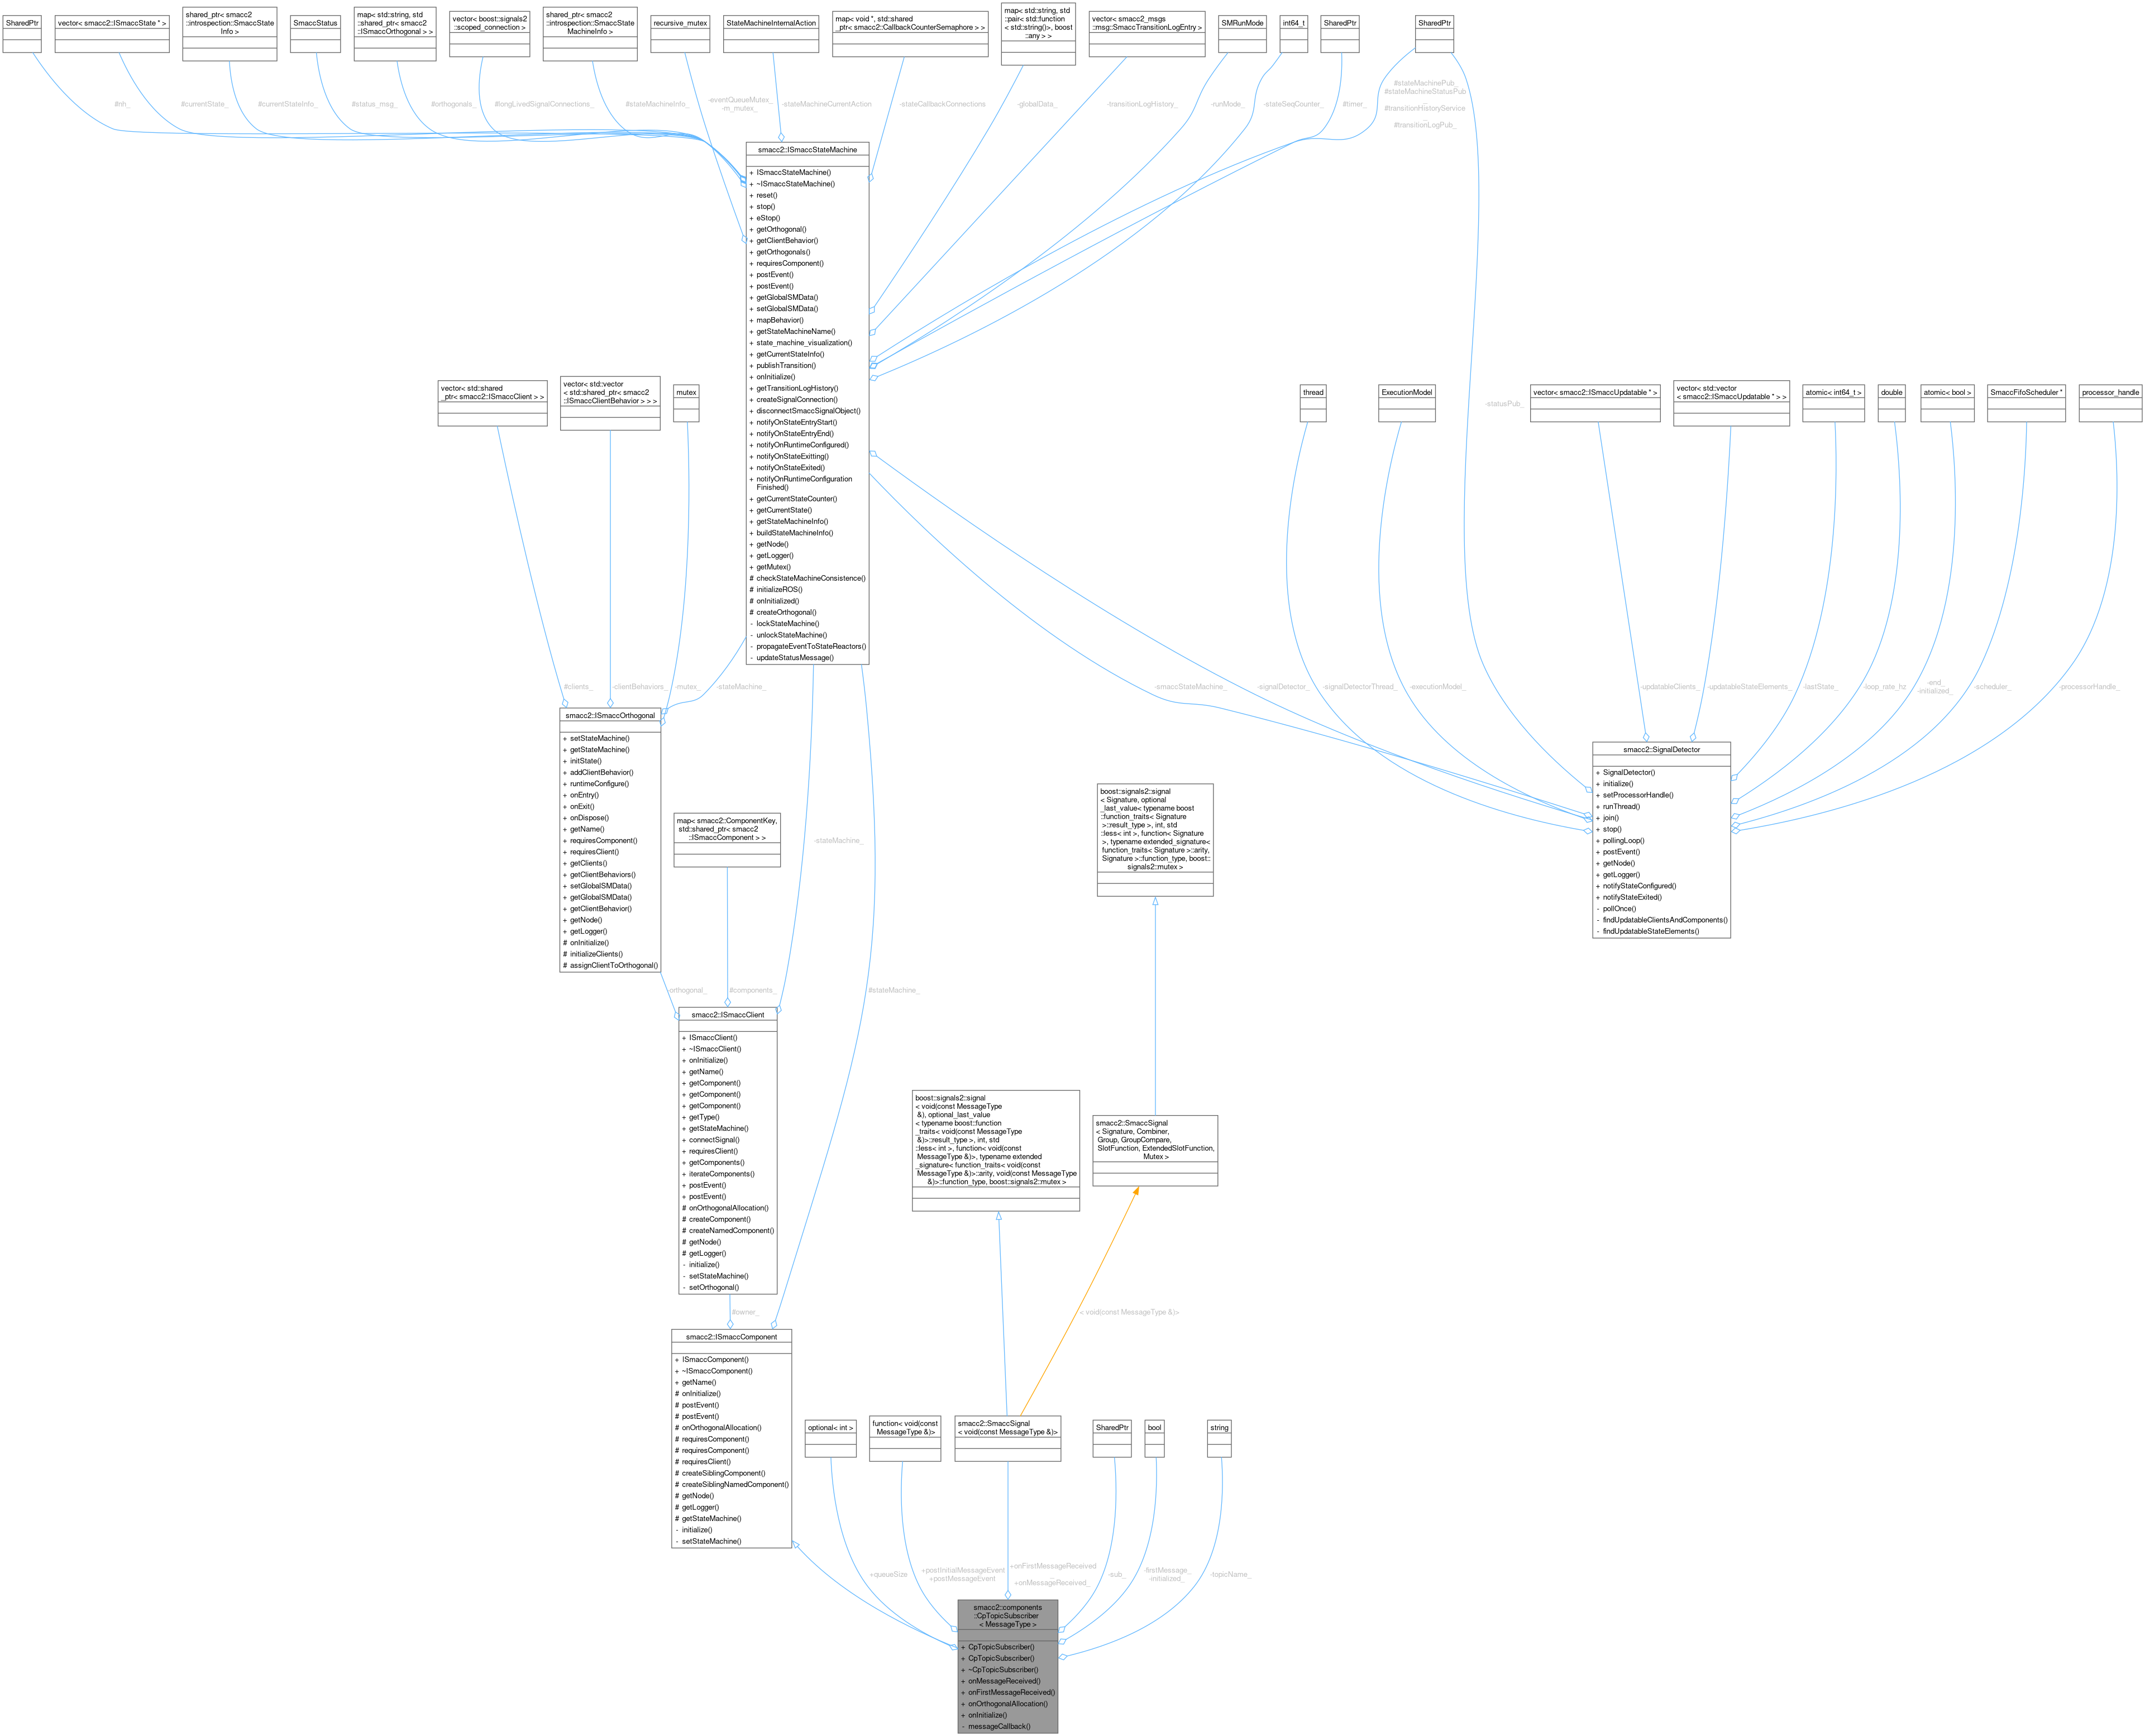 SharedPtr
vector< smacc2::ISmaccState * >
shared_ptr< smacc2
::introspection::SmaccState
Info >
SmaccStatus
map< std::string, std
::shared_ptr< smacc2
::ISmaccOrthogonal > >
vector< boost::signals2
::scoped_connection >
shared_ptr< smacc2
::introspection::SmaccState
MachineInfo >
recursive_mutex
StateMachineInternalAction
map< void *, std::shared
_ptr< smacc2::CallbackCounterSemaphore > >
map< std::string, std
::pair< std::function
< std::string()>, boost
::any > >
vector< smacc2_msgs
::msg::SmaccTransitionLogEntry >
SMRunMode
int64_t
SharedPtr
SharedPtr
#nh_
#currentState_
#currentStateInfo_
#status_msg_
#orthogonals_
#longLivedSignalConnections_
#stateMachineInfo_
-eventQueueMutex_
-m_mutex_
-stateMachineCurrentAction
-stateCallbackConnections
-globalData_
-transitionLogHistory_
-runMode_
-stateSeqCounter_
#timer_
#stateMachinePub_
#stateMachineStatusPub
_
#transitionHistoryService
_
#transitionLogPub_
smacc2::ISmaccStateMachine
+ ISmaccStateMachine()
+ ~ISmaccStateMachine()
+ reset()
+ stop()
+ eStop()
+ getOrthogonal()
+ getClientBehavior()
+ getOrthogonals()
+ requiresComponent()
+ postEvent()
+ postEvent()
+ getGlobalSMData()
+ setGlobalSMData()
+ mapBehavior()
+ getStateMachineName()
+ state_machine_visualization()
+ getCurrentStateInfo()
+ publishTransition()
+ onInitialize()
+ getTransitionLogHistory()
+ createSignalConnection()
+ disconnectSmaccSignalObject()
+ notifyOnStateEntryStart()
+ notifyOnStateEntryEnd()
+ notifyOnRuntimeConfigured()
+ notifyOnStateExitting()
+ notifyOnStateExited()
+ notifyOnRuntimeConfiguration
Finished()
+ getCurrentStateCounter()
+ getCurrentState()
+ getStateMachineInfo()
+ buildStateMachineInfo()
+ getNode()
+ getLogger()
+ getMutex()
# checkStateMachineConsistence()
# initializeROS()
# onInitialized()
# createOrthogonal()
- lockStateMachine()
- unlockStateMachine()
- propagateEventToStateReactors()
- updateStatusMessage()
vector< std::shared
_ptr< smacc2::ISmaccClient > >
vector< std::vector
< std::shared_ptr< smacc2
::ISmaccClientBehavior > > >
mutex
thread
ExecutionModel
-statusPub_
vector< smacc2::ISmaccUpdatable * >
vector< std::vector
< smacc2::ISmaccUpdatable * > >
atomic< int64_t >
double
atomic< bool >
SmaccFifoScheduler *
processor_handle
#clients_
-clientBehaviors_
-mutex_
-stateMachine_
-smaccStateMachine_
-signalDetector_
-signalDetectorThread_
-executionModel_
-updatableClients_
-updatableStateElements_
-lastState_
-loop_rate_hz
-end_
-initialized_
-scheduler_
-processorHandle_
smacc2::ISmaccOrthogonal
+ setStateMachine()
+ getStateMachine()
+ initState()
+ addClientBehavior()
+ runtimeConfigure()
+ onEntry()
+ onExit()
+ onDispose()
+ getName()
+ requiresComponent()
+ requiresClient()
+ getClients()
+ getClientBehaviors()
+ setGlobalSMData()
+ getGlobalSMData()
+ getClientBehavior()
+ getNode()
+ getLogger()
# onInitialize()
# initializeClients()
# assignClientToOrthogonal()
smacc2::SignalDetector
+ SignalDetector()
+ initialize()
+ setProcessorHandle()
+ runThread()
+ join()
+ stop()
+ pollingLoop()
+ postEvent()
+ getNode()
+ getLogger()
+ notifyStateConfigured()
+ notifyStateExited()
- pollOnce()
- findUpdatableClientsAndComponents()
- findUpdatableStateElements()
map< smacc2::ComponentKey,
std::shared_ptr< smacc2
::ISmaccComponent > >
-stateMachine_
boost::signals2::signal
< Signature, optional
_last_value< typename boost
::function_traits< Signature
>::result_type >, int, std
::less< int >, function< Signature
>, typename extended_signature<
function_traits< Signature >::arity,
Signature >::function_type, boost::
signals2::mutex >
-orthogonal_
#components_
#stateMachine_
smacc2::ISmaccClient
+ ISmaccClient()
+ ~ISmaccClient()
+ onInitialize()
+ getName()
+ getComponent()
+ getComponent()
+ getComponent()
+ getType()
+ getStateMachine()
+ connectSignal()
+ requiresClient()
+ getComponents()
+ iterateComponents()
+ postEvent()
+ postEvent()
# onOrthogonalAllocation()
# createComponent()
# createNamedComponent()
# getNode()
# getLogger()
- initialize()
- setStateMachine()
- setOrthogonal()
boost::signals2::signal
< void(const MessageType
&), optional_last_value
< typename boost::function
_traits< void(const MessageType
&)>::result_type >, int, std
::less< int >, function< void(const
MessageType &)>, typename extended
_signature< function_traits< void(const
MessageType &)>::arity, void(const MessageType
&)>::function_type, boost::signals2::mutex >
smacc2::SmaccSignal
< Signature, Combiner,
Group, GroupCompare,
SlotFunction, ExtendedSlotFunction,
Mutex >
#owner_
< void(const MessageType &)>
smacc2::ISmaccComponent
+ ISmaccComponent()
+ ~ISmaccComponent()
+ getName()
# onInitialize()
# postEvent()
# postEvent()
# onOrthogonalAllocation()
# requiresComponent()
# requiresComponent()
# requiresClient()
# createSiblingComponent()
# createSiblingNamedComponent()
# getNode()
# getLogger()
# getStateMachine()
- initialize()
- setStateMachine()
optional< int >
function< void(const
MessageType &)>
smacc2::SmaccSignal
< void(const MessageType &)>
SharedPtr
bool
string
+queueSize
+postInitialMessageEvent
+postMessageEvent
+onFirstMessageReceived
_
+onMessageReceived_
-sub_
-firstMessage_
-initialized_
-topicName_
smacc2::components
::CpTopicSubscriber
< MessageType >
+ CpTopicSubscriber()
+ CpTopicSubscriber()
+ ~CpTopicSubscriber()
+ onMessageReceived()
+ onFirstMessageReceived()
+ onOrthogonalAllocation()
+ onInitialize()
- messageCallback()